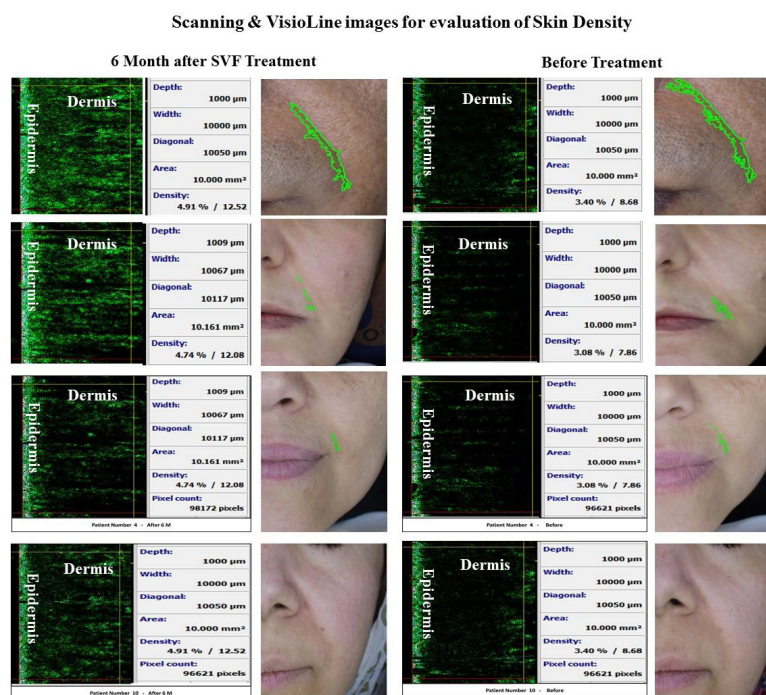 Scanning & VisioLine images for evaluation of Skin Density
6 Month after SVF Treatment
Before Treatment
Epidermis
Dermis
Depth:
1000 µm
Width:
10000 µm
Diagonal:
10050 µm
Area:
10.000 mm²
Density:
4.91 % / 12.52
Epidermis
Dermis
Depth:
1000 µm
Width:
10000 µm
Diagonal:
10050 µm
Area:
10.000 mm²
Density:
3.40 % / 8.68
Epidermis
Dermis
Depth:
1009 µm
Width:
10067 µm
Diagonal:
10117 µm
Area:
10.161 mm²
Density:
4.74 % / 12.08
Epidermis
Dermis
Depth:
1000 µm
Width:
10000 µm
Diagonal:
10050 µm
Area:
10.000 mm²
Density:
3.08 % / 7.86
Epidermis
Dermis
Depth:
1009 µm
Width:
10067 µm
Diagonal:
10117 µm
Area:
10.161 mm²
Density:
4.74 % / 12.08
Pixel count:
98172 pixels
Patient Number 4 - After 6 M
Epidermis
Dermis
Depth:
1000 µm
Width:
10000 µm
Diagonal:
10050 µm
Area:
10.000 mm²
Density:
3.08 % / 7.86
Pixel count:
96621 pixels
Patient Number 4 - Before
Epidermis
Dermis
Depth:
1000 µm
Width:
10000 µm
Diagonal:
10050 µm
Area:
10.000 mm²
Density:
4.91 % / 12.52
Pixel count:
96621 pixels
Patient Number 10 - After 6 M
Epidermis
Dermis
Depth:
1000 µm
Width:
10000 µm
Diagonal:
10050 µm
Area:
10.000 mm²
Density:
3.40 % / 8.68
Pixel count:
96621 pixels
Patient Number 10 - Before